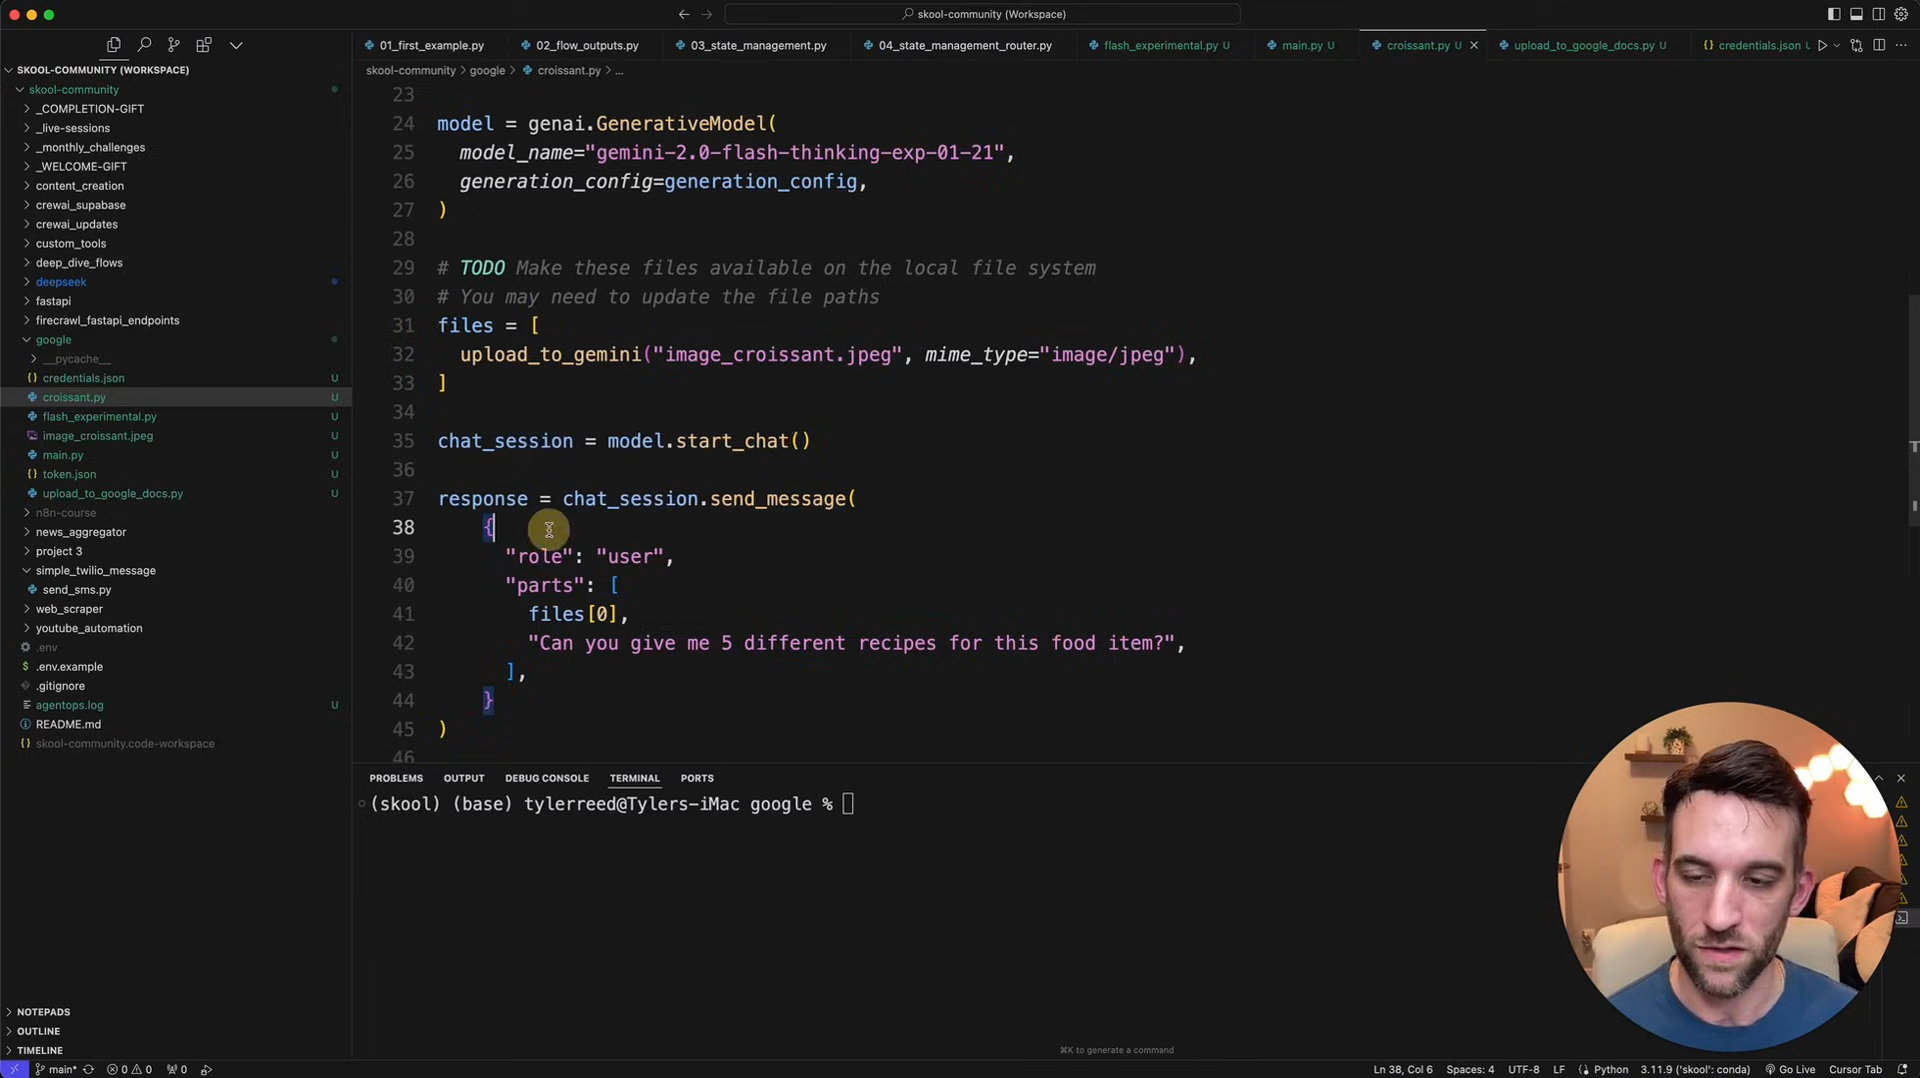 skool-community (Workspace)
01_first_example.py
02_flow_outputs.py
03_state_management.py
04_state_management_router.py
flash_experimental.py U
main.py U
croissant.py U
upload_to_google_docs.py U
credentials.json U
SKOOL-COMMUNITY (WORKSPACE)
skool-community
_COMPLETION-GIFT
_live-sessions
_monthly_challenges
_WELCOME-GIFT
content_creation
crewai_supabase
crewai_updates
custom_tools
deep_dive_flows
deepseek
fastapi
firecrawl_fastapi_endpoints
google
__pycache__
credentials.json U
croissant.py U
flash_experimental.py U
image_croissant.jpeg U
main.py U
token.json U
upload_to_google_docs.py U
n8n-course
news_aggregator
project 3
simple_twilio_message
send_sms.py
web_scraper
youtube_automation
.env
.env.example
.gitignore
agentops.log U
README.md
skool-community.code-workspace
NOTEPADS
OUTLINE
TIMELINE
skool-community > google > croissant.py > ...
23
24 model = genai.GenerativeModel(
25 model_name="gemini-2.0-flash-thinking-exp-01-21",
26 generation_config=generation_config,
27 )
28
29 # TODO Make these files available on the local file system
30 # You may need to update the file paths
31 files = [
32 upload_to_gemini("image_croissant.jpeg", mime_type="image/jpeg"),
33 ]
34
35 chat_session = model.start_chat()
36
37 response = chat_session.send_message(
38 {
39 "role": "user",
40 "parts": [
41 files[0],
42 "Can you give me 5 different recipes for this food item?",
43 ],
44 }
45 )
46
PROBLEMS OUTPUT DEBUG CONSOLE TERMINAL PORTS
(skool) (base) tylerreed@Tylers-iMac google %
⌘K to generate a command
main* 0 0 0 Ln 38, Col 6 Spaces: 4 UTF-8 LF Python 3.11.9 ('skool': conda) Go Live Cursor Tab